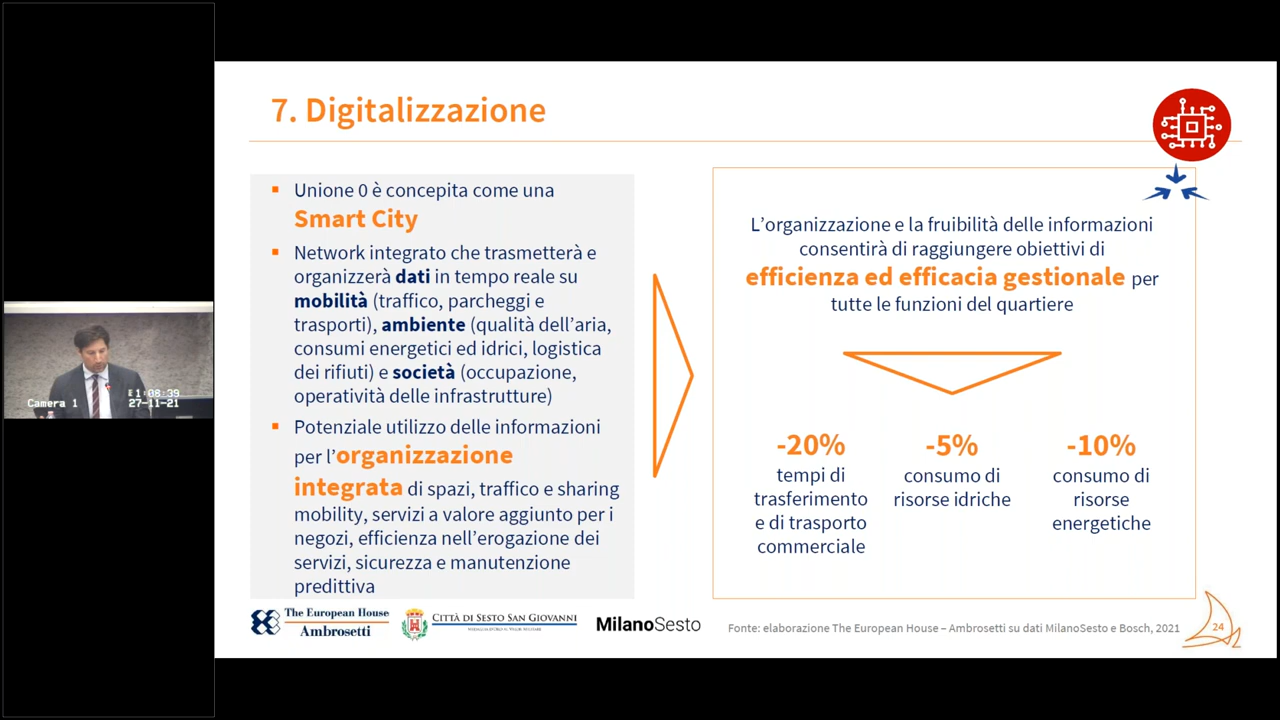 7. Digitalizzazione
Unione 0 è concepita come una
Smart City
Network integrato che trasmetterà e
organizzerà dati in tempo reale su
mobilità (traffico, parcheggi e
trasporti), ambiente (qualità dell'aria,
consumi energetici ed idrici, logistica
dei rifiuti) e società (occupazione,
operatività delle infrastrutture)
Potenziale utilizzo delle informazioni
per l'organizzazione
integrata di spazi, traffico e sharing
mobility, servizi a valore aggiunto per i
negozi, efficienza nell'erogazione dei
servizi, sicurezza e manutenzione
predittiva
L'organizzazione e la fruibilità delle informazioni
consentirà di raggiungere obiettivi di
efficienza ed efficacia gestionale per
tutte le funzioni del quartiere
-20%
tempi di
trasferimento
e di trasporto
commerciale
-5%
consumo di
risorse idriche
-10%
consumo di
risorse
energetiche
The European House
Ambrosetti
Città di Sesto San Giovanni
MilanoSesto
Fonte: elaborazione The European House – Ambrosetti su dati MilanoSesto e Bosch, 2021
24
Camera 1
E 1:08:39
27-11-21